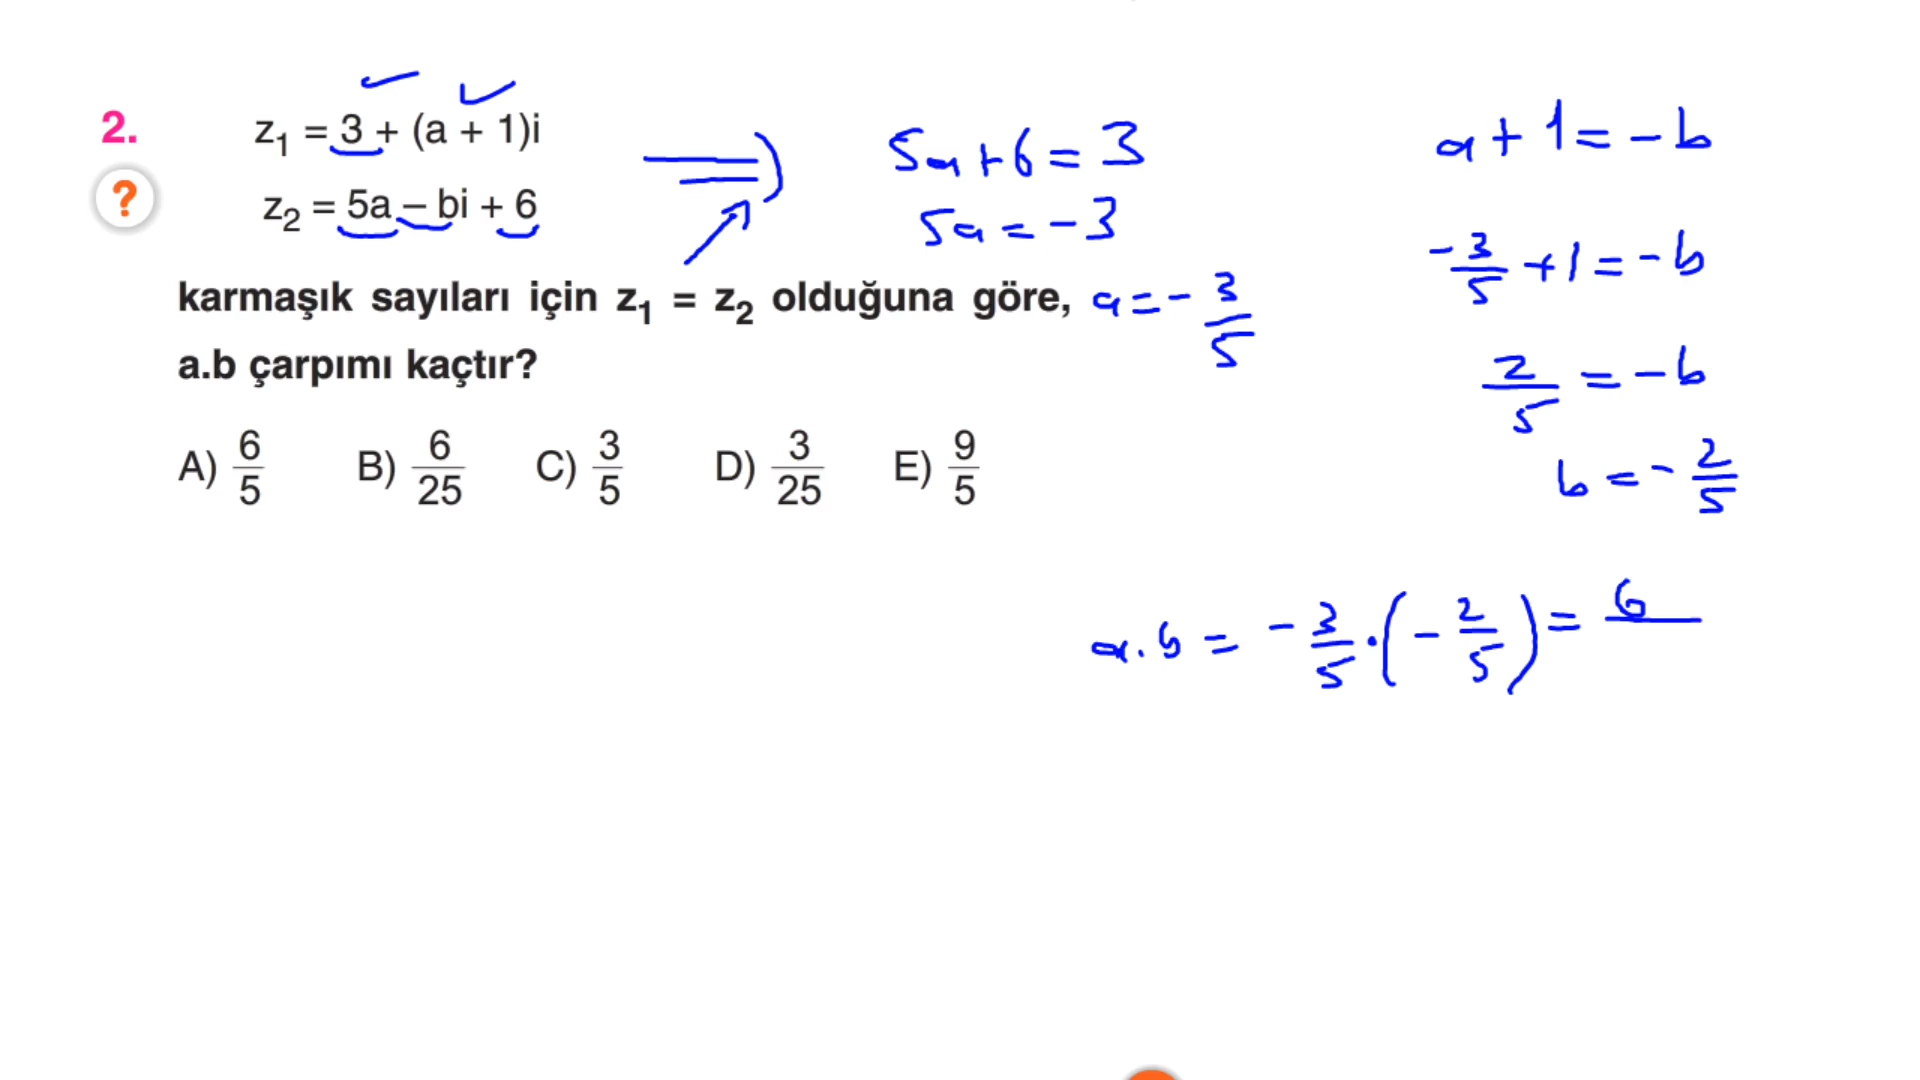 2. z₁ = 3 + (a + 1)i
?
z₂ = 5a – bi + 6
karmaşık sayıları için z₁ = z₂ olduğuna göre,
a.b çarpımı kaçtır?
A) 6/5 B) 6/25 C) 3/5 D) 3/25 E) 9/5
5a+6=3
5a=-3
a=-3/5
a+1=-b
-3/5+1=-b
2/5=-b
b=-2/5
a.b=-3/5·(-2/5)=6/